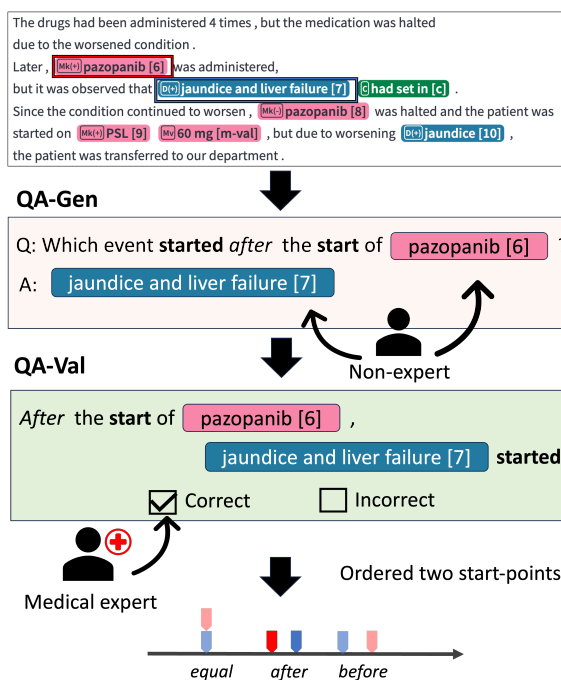 The drugs had been administered 4 times , but the medication was halted
due to the worsened condition .
Later , Mk(+) pazopanib [6] was administered,
but it was observed that D(+) jaundice and liver failure [7] C had set in [c] .
Since the condition continued to worsen , Mk(-) pazopanib [8] was halted and the patient was
started on Mk(+) PSL [9] Mv 60 mg [m-val] , but due to worsening D(+) jaundice [10] ,
the patient was transferred to our department .
QA-Gen
Q: Which event started after the start of pazopanib [6] ?
A: jaundice and liver failure [7]
Non-expert
QA-Val
After the start of pazopanib [6] ,
jaundice and liver failure [7] started
Correct Incorrect
Medical expert
Ordered two start-points
equal after before